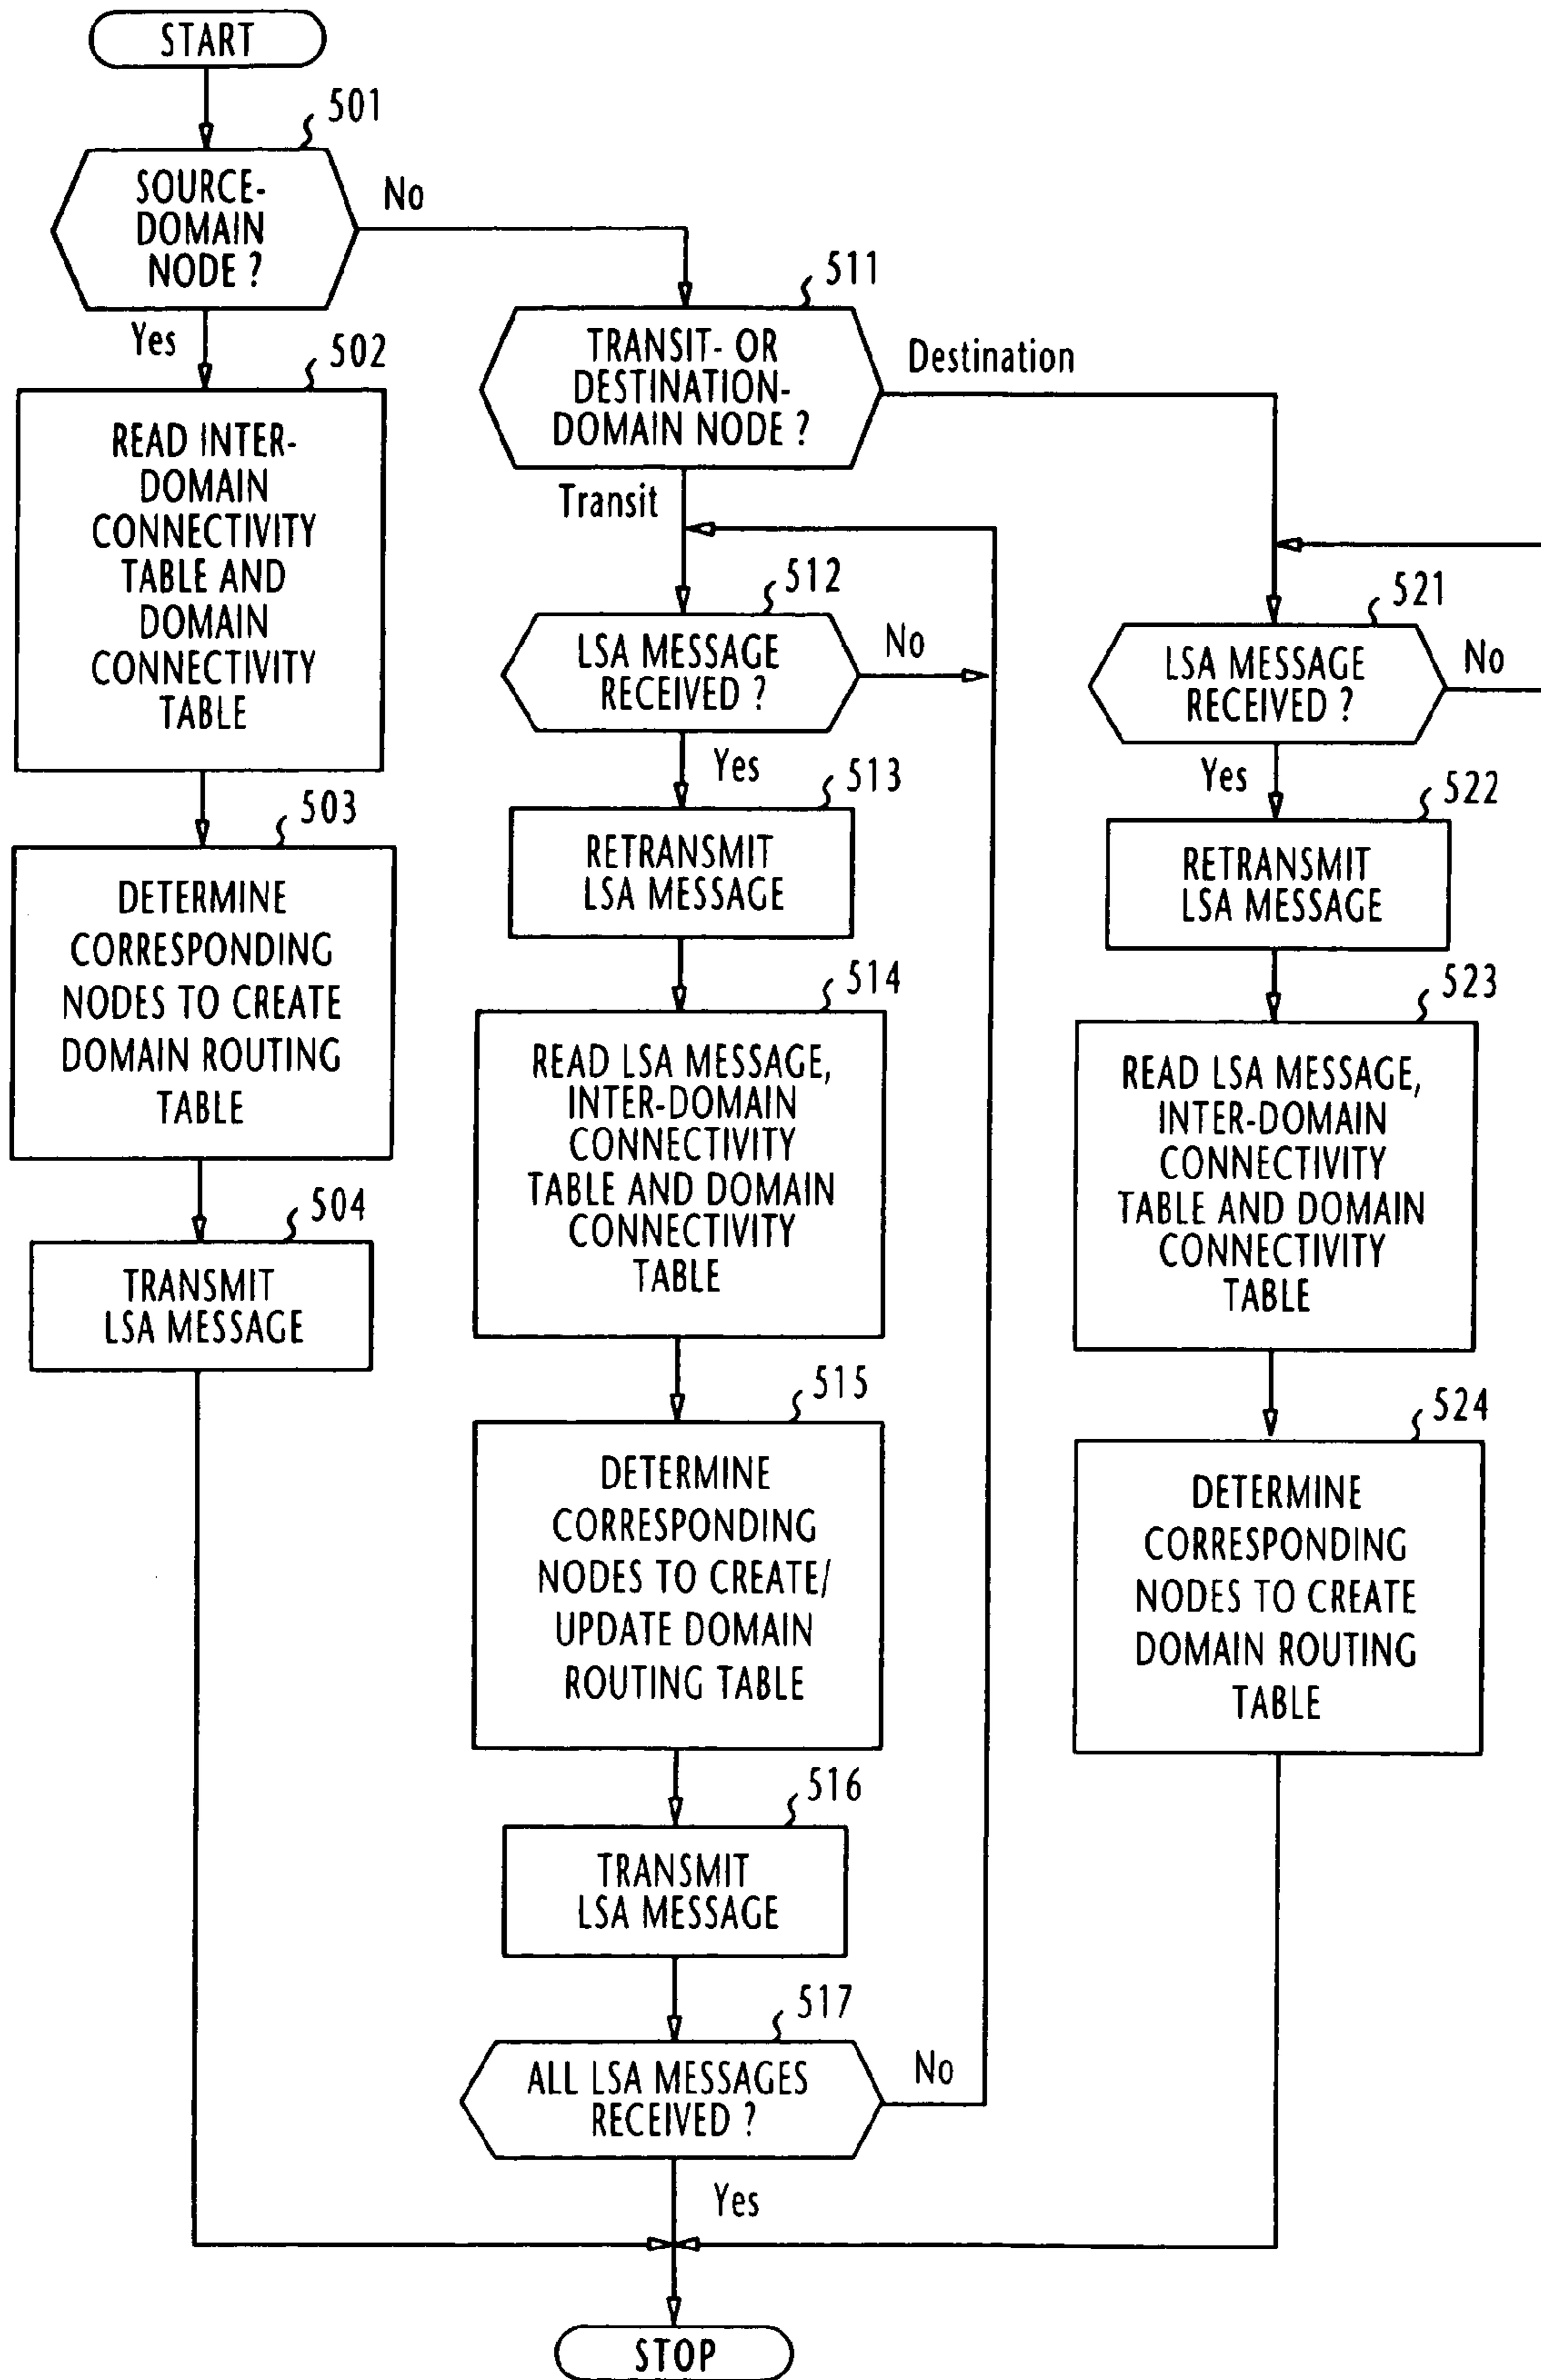 START
501
SOURCE-
DOMAIN
NODE ?
No
Yes
502
READ INTER-
DOMAIN
CONNECTIVITY
TABLE AND
DOMAIN
CONNECTIVITY
TABLE
503
DETERMINE
CORRESPONDING
NODES TO CREATE
DOMAIN ROUTING
TABLE
504
TRANSMIT
LSA MESSAGE
511
TRANSIT- OR
DESTINATION-
DOMAIN NODE ?
Destination
Transit
512
LSA MESSAGE
RECEIVED ?
No
Yes
513
RETRANSMIT
LSA MESSAGE
514
READ LSA MESSAGE,
INTER-DOMAIN
CONNECTIVITY
TABLE AND DOMAIN
CONNECTIVITY
TABLE
515
DETERMINE
CORRESPONDING
NODES TO CREATE/
UPDATE DOMAIN
ROUTING TABLE
516
TRANSMIT
LSA MESSAGE
517
ALL LSA MESSAGES
RECEIVED ?
No
Yes
521
LSA MESSAGE
RECEIVED ?
No
Yes
522
RETRANSMIT
LSA MESSAGE
523
READ LSA MESSAGE,
INTER-DOMAIN
CONNECTIVITY
TABLE AND DOMAIN
CONNECTIVITY
TABLE
524
DETERMINE
CORRESPONDING
NODES TO CREATE
DOMAIN ROUTING
TABLE
STOP